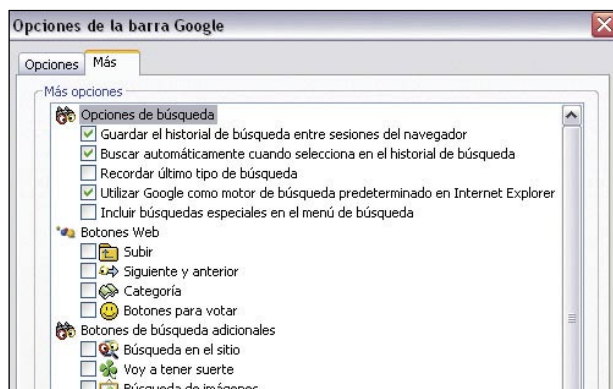 Opciones de la barra Google
Opciones Más
Más opciones
Opciones de búsqueda
Guardar el historial de búsqueda entre sesiones del navegador
Buscar automáticamente cuando selecciona en el historial de búsqueda
Recordar último tipo de búsqueda
Utilizar Google como motor de búsqueda predeterminado en Internet Explorer
Incluir búsquedas especiales en el menú de búsqueda
Botones Web
Subir
Siguiente y anterior
Categoría
Botones para votar
Botones de búsqueda adicionales
Búsqueda en el sitio
Voy a tener suerte
Búsqueda de imágenes